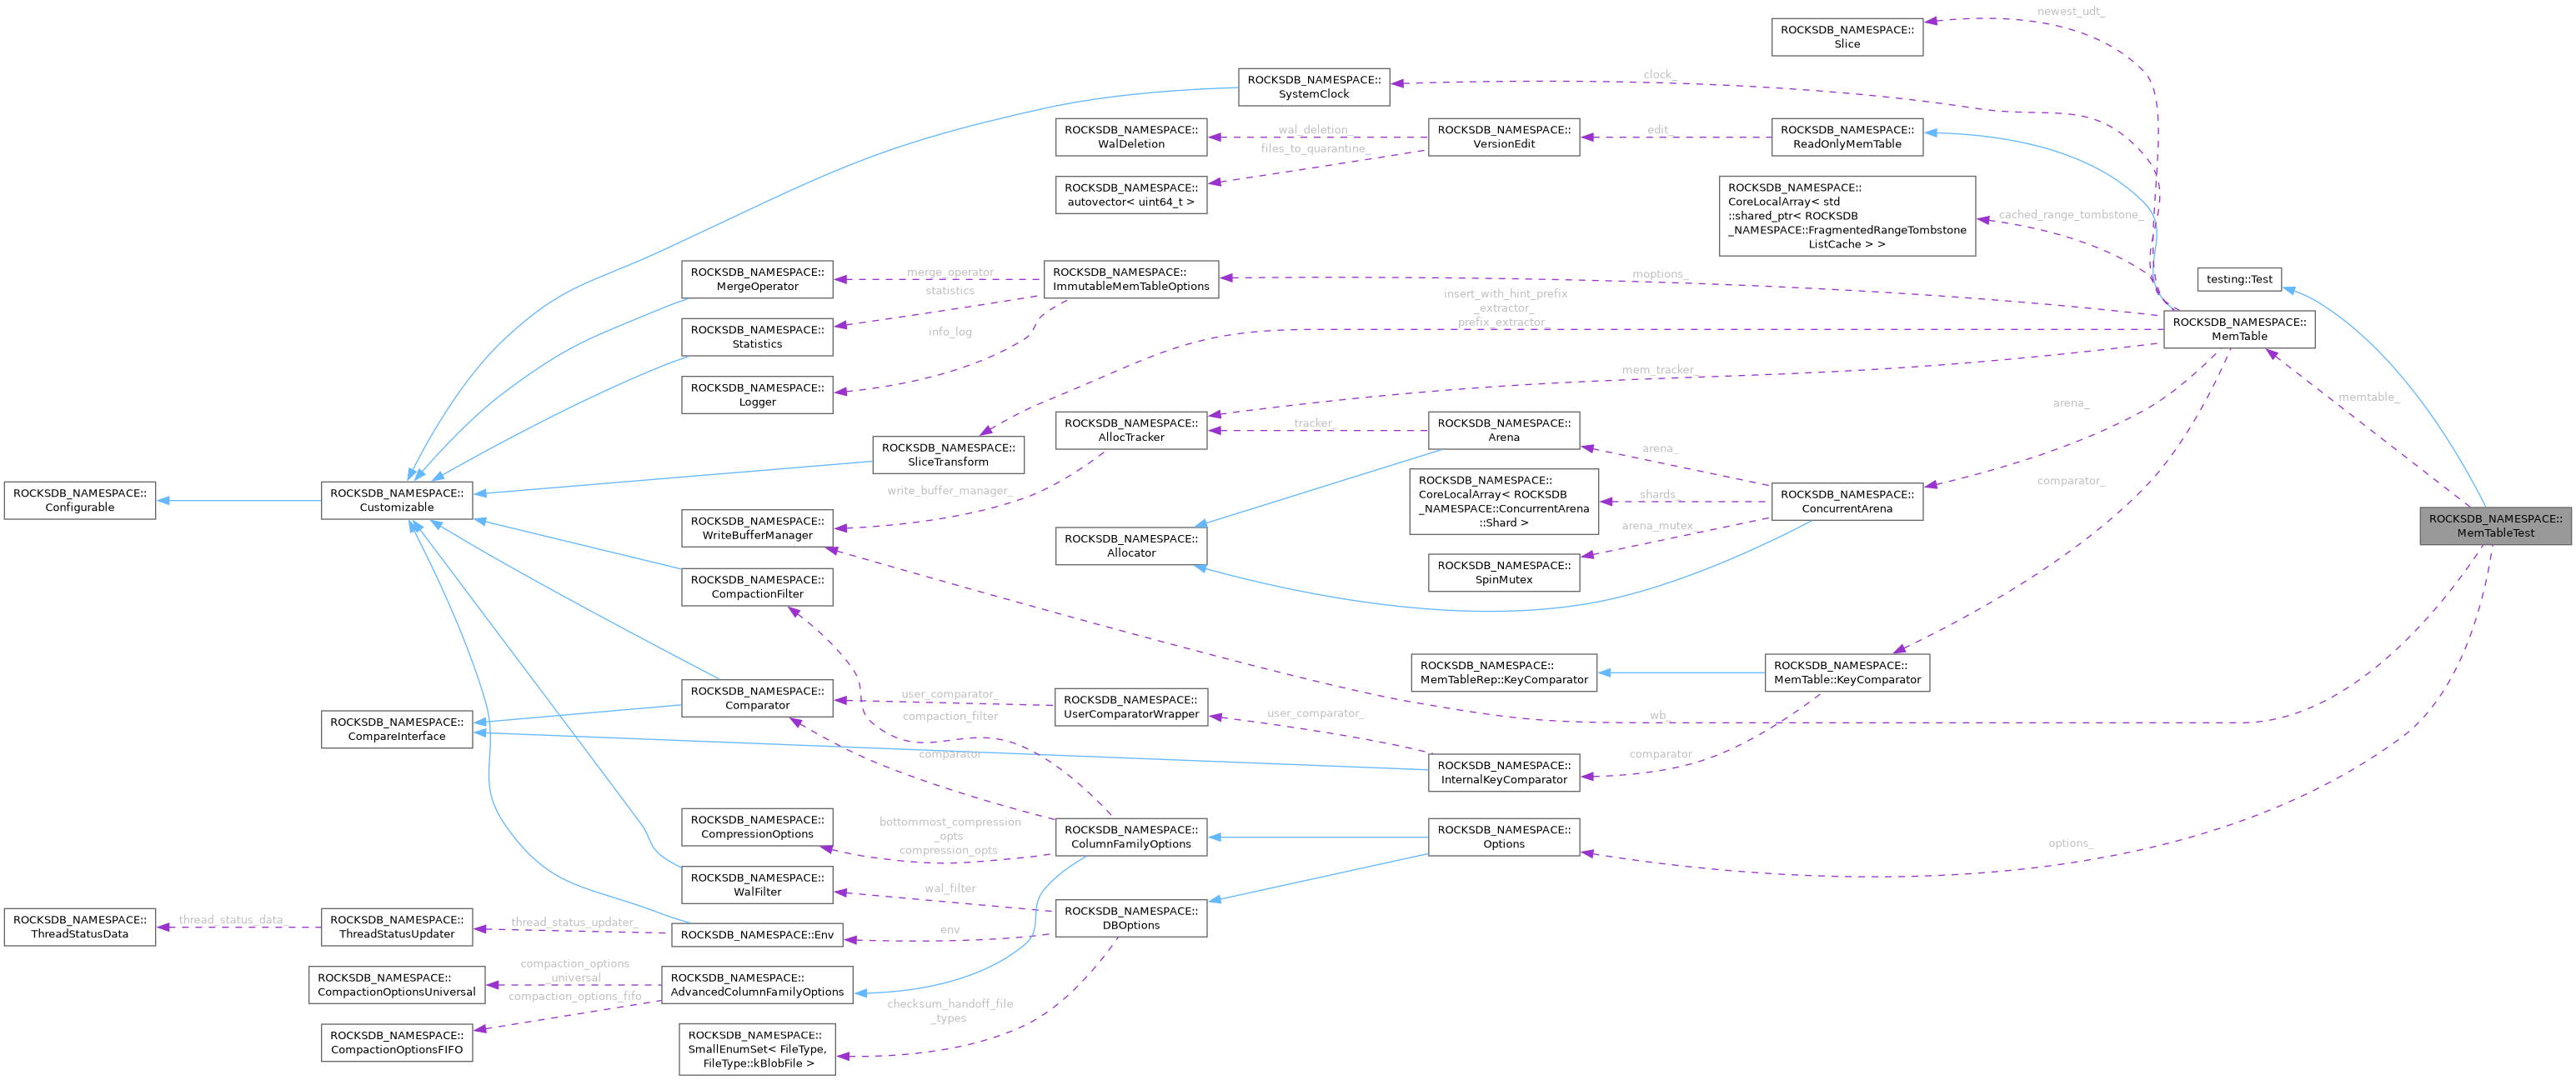 newest_udt_
ROCKSDB_NAMESPACE::
Slice
clock_
ROCKSDB_NAMESPACE::
SystemClock
ROCKSDB_NAMESPACE::
WalDeletion
wal_deletion_
ROCKSDB_NAMESPACE::
VersionEdit
edit_
ROCKSDB_NAMESPACE::
ReadOnlyMemTable
files_to_quarantine_
ROCKSDB_NAMESPACE::
autovector< uint64_t >
ROCKSDB_NAMESPACE::
CoreLocalArray< std
::shared_ptr< ROCKSDB
_NAMESPACE::FragmentedRangeTombstone
ListCache > >
cached_range_tombstone_
ROCKSDB_NAMESPACE::
MergeOperator
merge_operator
ROCKSDB_NAMESPACE::
ImmutableMemTableOptions
moptions_
testing::Test
statistics
insert_with_hint_prefix
_extractor_
prefix_extractor_
ROCKSDB_NAMESPACE::
Statistics
info_log
ROCKSDB_NAMESPACE::
MemTable
ROCKSDB_NAMESPACE::
Logger
mem_tracker_
memtable_
arena_
ROCKSDB_NAMESPACE::
AllocTracker
tracker_
ROCKSDB_NAMESPACE::
Arena
ROCKSDB_NAMESPACE::
SliceTransform
arena_
comparator_
ROCKSDB_NAMESPACE::
Configurable
ROCKSDB_NAMESPACE::
Customizable
write_buffer_manager_
ROCKSDB_NAMESPACE::
CoreLocalArray< ROCKSDB
_NAMESPACE::ConcurrentArena
::Shard >
shards_
ROCKSDB_NAMESPACE::
ConcurrentArena
ROCKSDB_NAMESPACE::
WriteBufferManager
arena_mutex_
ROCKSDB_NAMESPACE::
MemTableTest
ROCKSDB_NAMESPACE::
Allocator
ROCKSDB_NAMESPACE::
SpinMutex
ROCKSDB_NAMESPACE::
CompactionFilter
ROCKSDB_NAMESPACE::
MemTableRep::KeyComparator
ROCKSDB_NAMESPACE::
MemTable::KeyComparator
ROCKSDB_NAMESPACE::
Comparator
user_comparator_
ROCKSDB_NAMESPACE::
UserComparatorWrapper
user_comparator_
wb_
compaction_filter
ROCKSDB_NAMESPACE::
CompareInterface
comparator
comparator
ROCKSDB_NAMESPACE::
InternalKeyComparator
ROCKSDB_NAMESPACE::
CompressionOptions
bottommost_compression
_opts
compression_opts
ROCKSDB_NAMESPACE::
ColumnFamilyOptions
ROCKSDB_NAMESPACE::
Options
options_
ROCKSDB_NAMESPACE::
WalFilter
wal_filter
ROCKSDB_NAMESPACE::
DBOptions
ROCKSDB_NAMESPACE::
ThreadStatusData
thread_status_data_
ROCKSDB_NAMESPACE::
ThreadStatusUpdater
thread_status_updater_
ROCKSDB_NAMESPACE::Env
env
compaction_options
_universal
ROCKSDB_NAMESPACE::
CompactionOptionsUniversal
ROCKSDB_NAMESPACE::
AdvancedColumnFamilyOptions
compaction_options_fifo
ROCKSDB_NAMESPACE::
CompactionOptionsFIFO
checksum_handoff_file
_types
ROCKSDB_NAMESPACE::
SmallEnumSet< FileType,
FileType::kBlobFile >